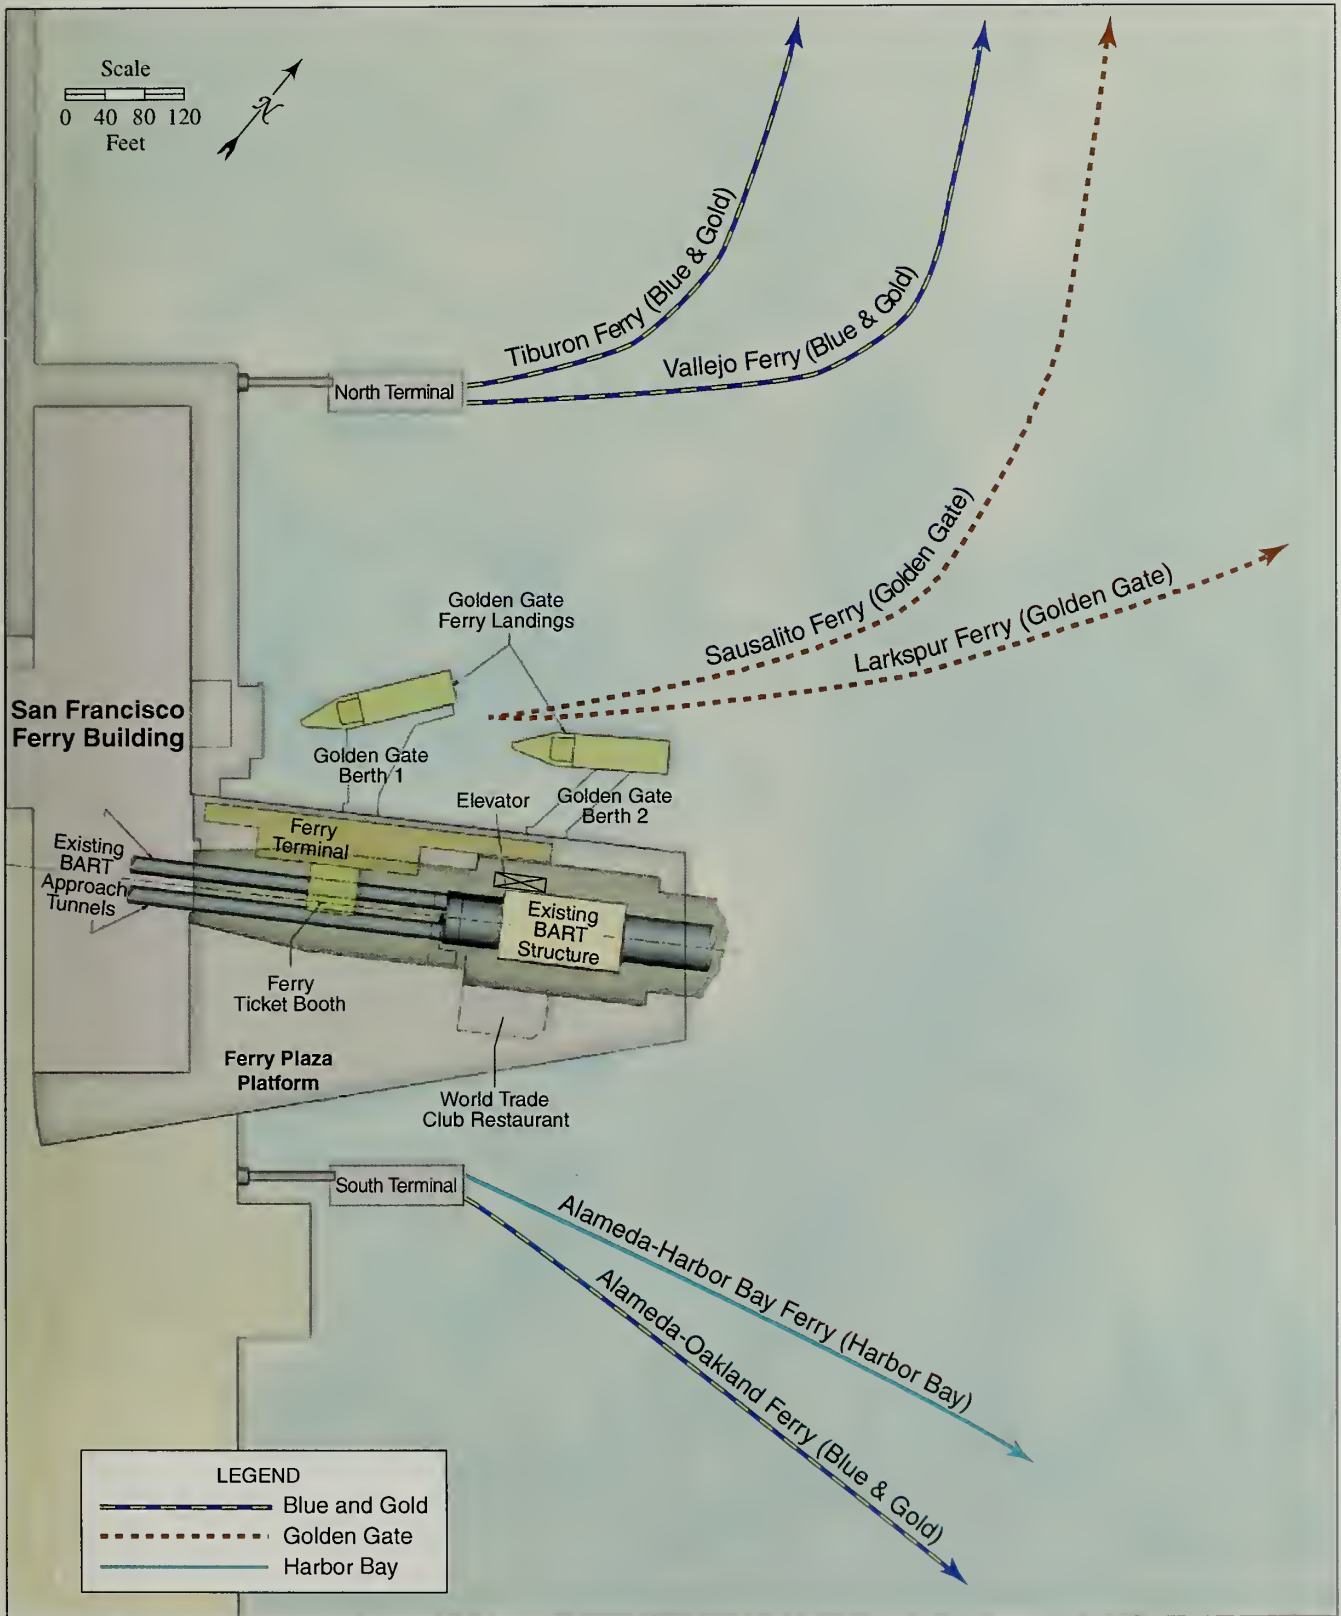 Scale
0 40 80 120
Feet
N
Tiburon Ferry (Blue & Gold)
Vallejo Ferry (Blue & Gold)
North Terminal
Sausalito Ferry (Golden Gate)
Larkspur Ferry (Golden Gate)
Golden Gate
Ferry Landings
San Francisco
Ferry Building
Golden Gate
Berth 1
Golden Gate
Berth 2
Elevator
Ferry
Terminal
Existing
BART
Approach
Tunnels
Existing
BART
Structure
Ferry
Ticket Booth
Ferry Plaza
Platform
World Trade
Club Restaurant
South Terminal
Alameda-Harbor Bay Ferry (Harbor Bay)
Alameda-Oakland Ferry (Blue & Gold)
LEGEND
Blue and Gold
Golden Gate
Harbor Bay